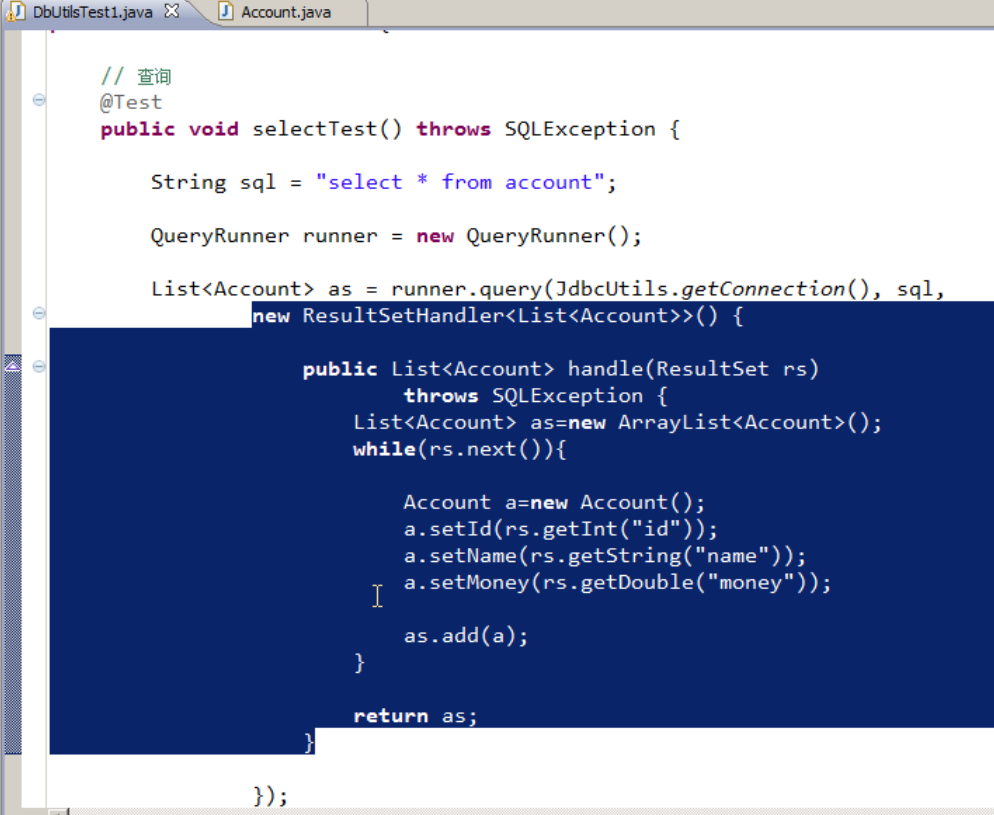 DbUtilsTest1.java Account.java
// 查询
@Test
public void selectTest() throws SQLException {
String sql = "select * from account";
QueryRunner runner = new QueryRunner();
List<Account> as = runner.query(JdbcUtils.getConnection(), sql,
new ResultSetHandler<List<Account>>() {
public List<Account> handle(ResultSet rs)
throws SQLException {
List<Account> as=new ArrayList<Account>();
while(rs.next()){
Account a=new Account();
a.setId(rs.getInt("id"));
a.setName(rs.getString("name"));
a.setMoney(rs.getDouble("money"));
as.add(a);
}
return as;
}
});